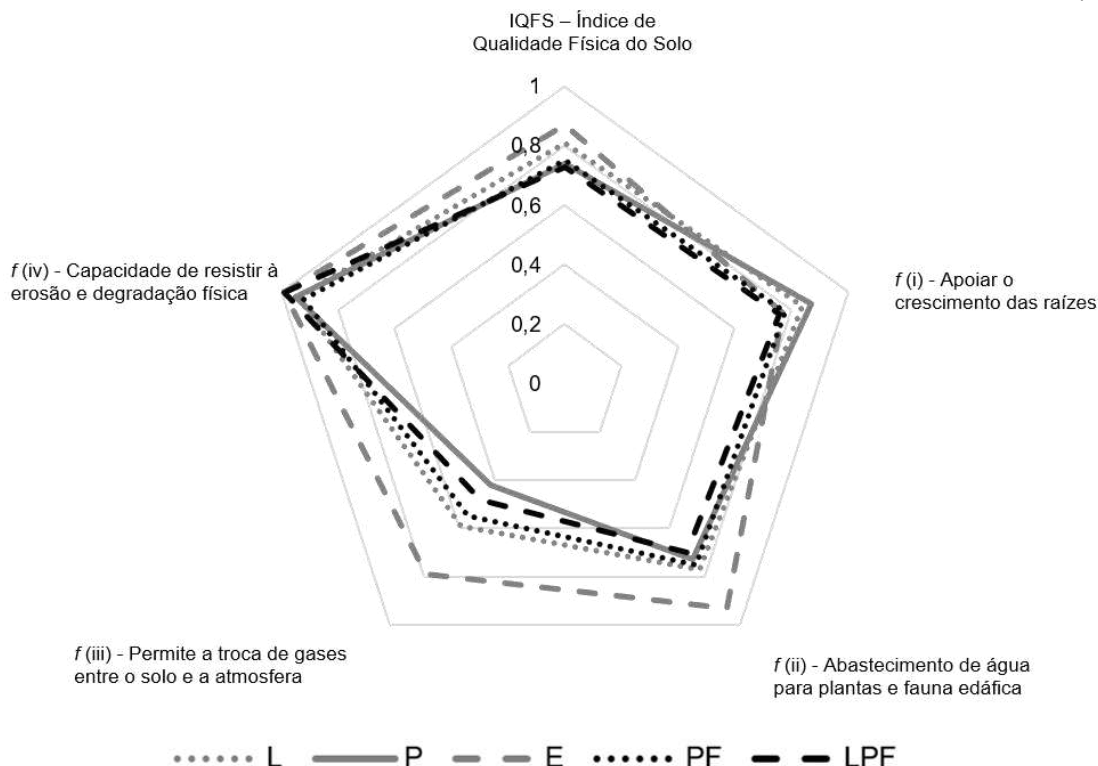 IQFS – Índice de
Qualidade Física do Solo
1
0,8
0,6
0,4
0,2
0
f (iv) - Capacidade de resistir à
erosão e degradação física
f (i) - Apoiar o
crescimento das raízes
f (iii) - Permite a troca de gases
entre o solo e a atmosfera
f (ii) - Abastecimento de água
para plantas e fauna edáfica
L P E PF LPF